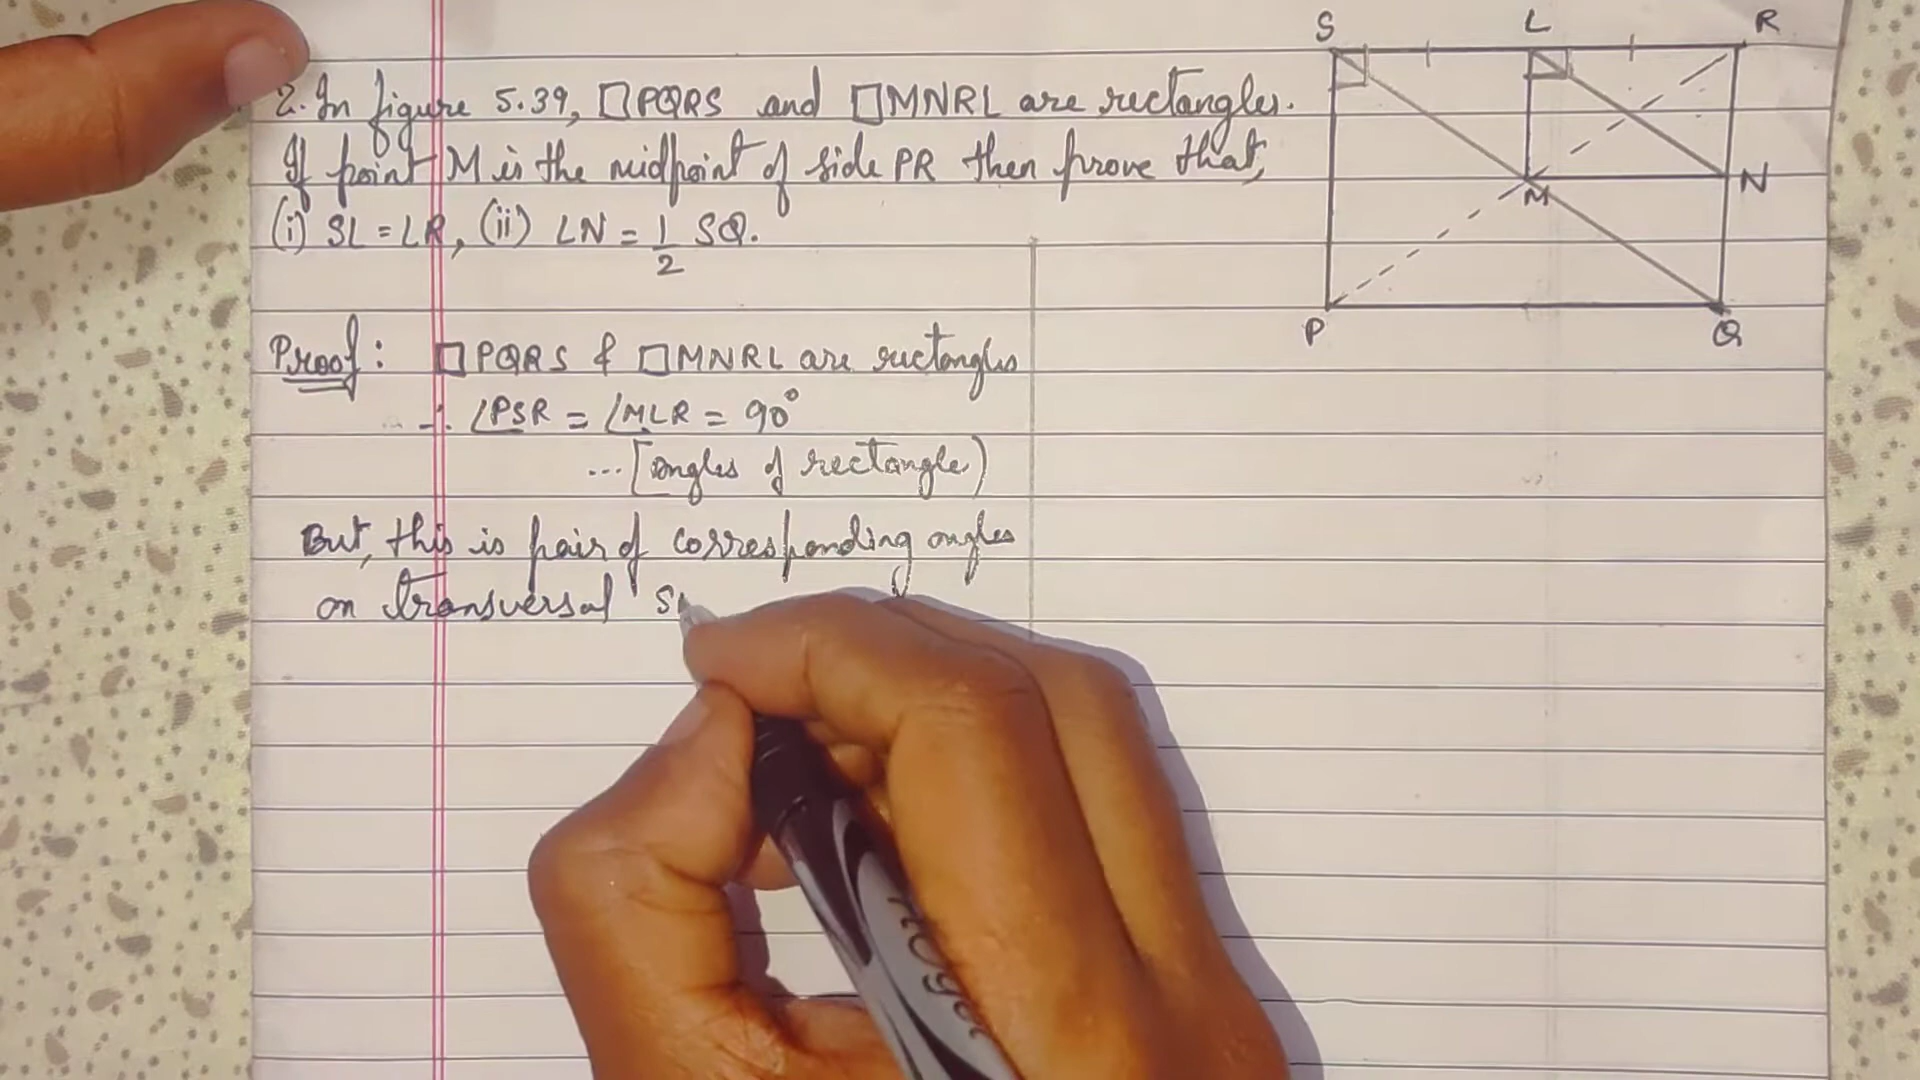 2. In figure 5.39, □PQRS and □MNRL are rectangles.
If point M is the midpoint of side PR then prove that,
(i) SL = LR, (ii) LN = 1/2 SQ.
Proof: □PQRS & □MNRL are rectangles
∴ ∠PSR = ∠MLR = 90°
... [angles of rectangle)
But, this is pair of corresponding angles
on transversal
S L R
M N
P Q